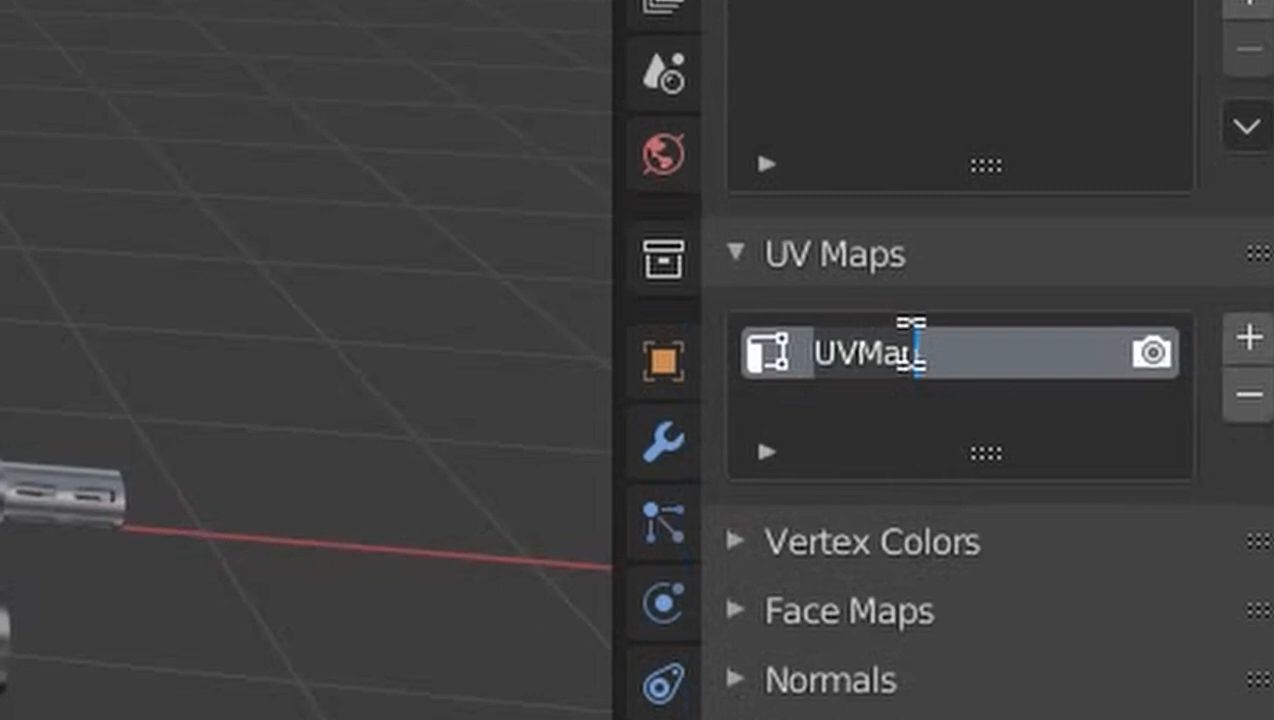 UV Maps
UVMap
Vertex Colors
Face Maps
Normals